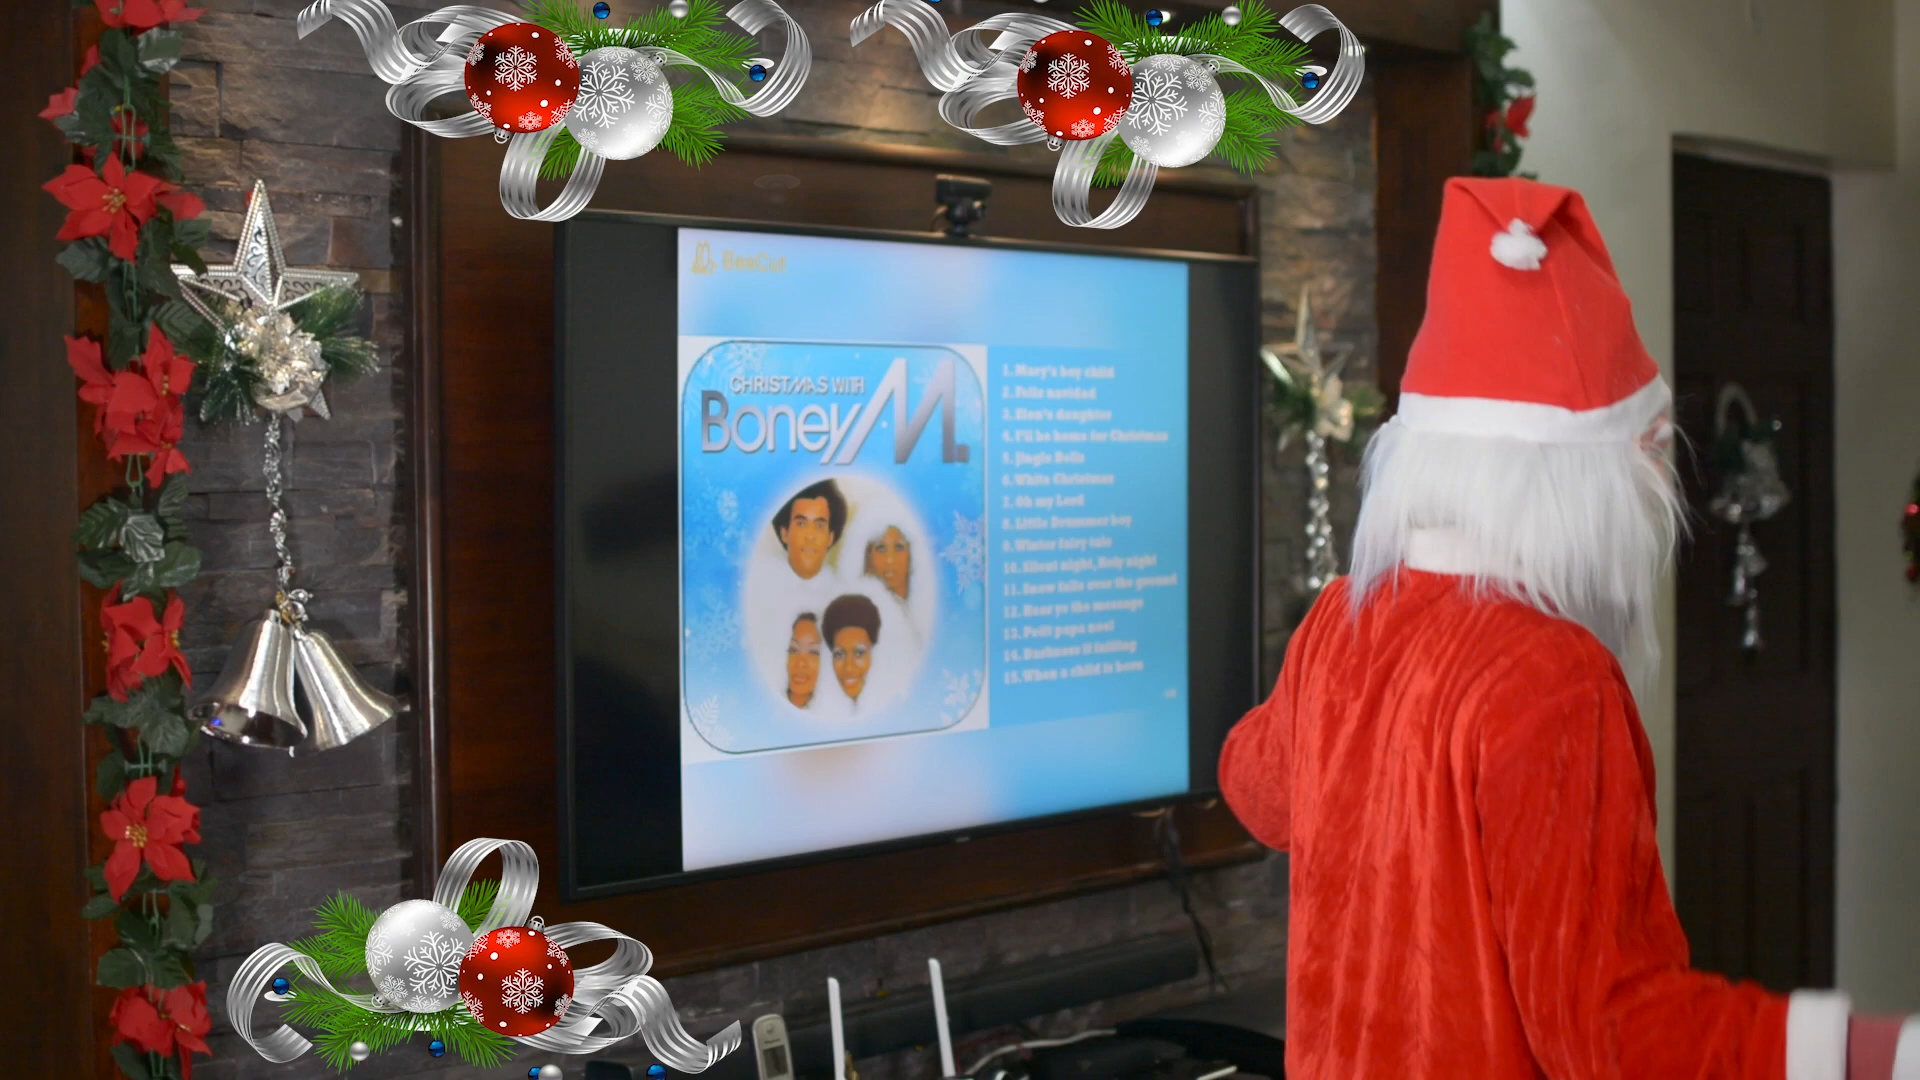 BeeCut
CHRISTMAS WITH
Boney M.
1. Mary's boy child
2. Feliz navidad
3. Zion's daughter
4. I'll be home for Christmas
5. Jingle Bells
6. White Christmas
7. Oh my Lord
8. Little Drummer boy
9. Winter fairy tale
10. Silent night, Holy night
11. Snow falls over the ground
12. Hear ye the message
13. Petit papa noel
14. Darkness is falling
15. When a child is born